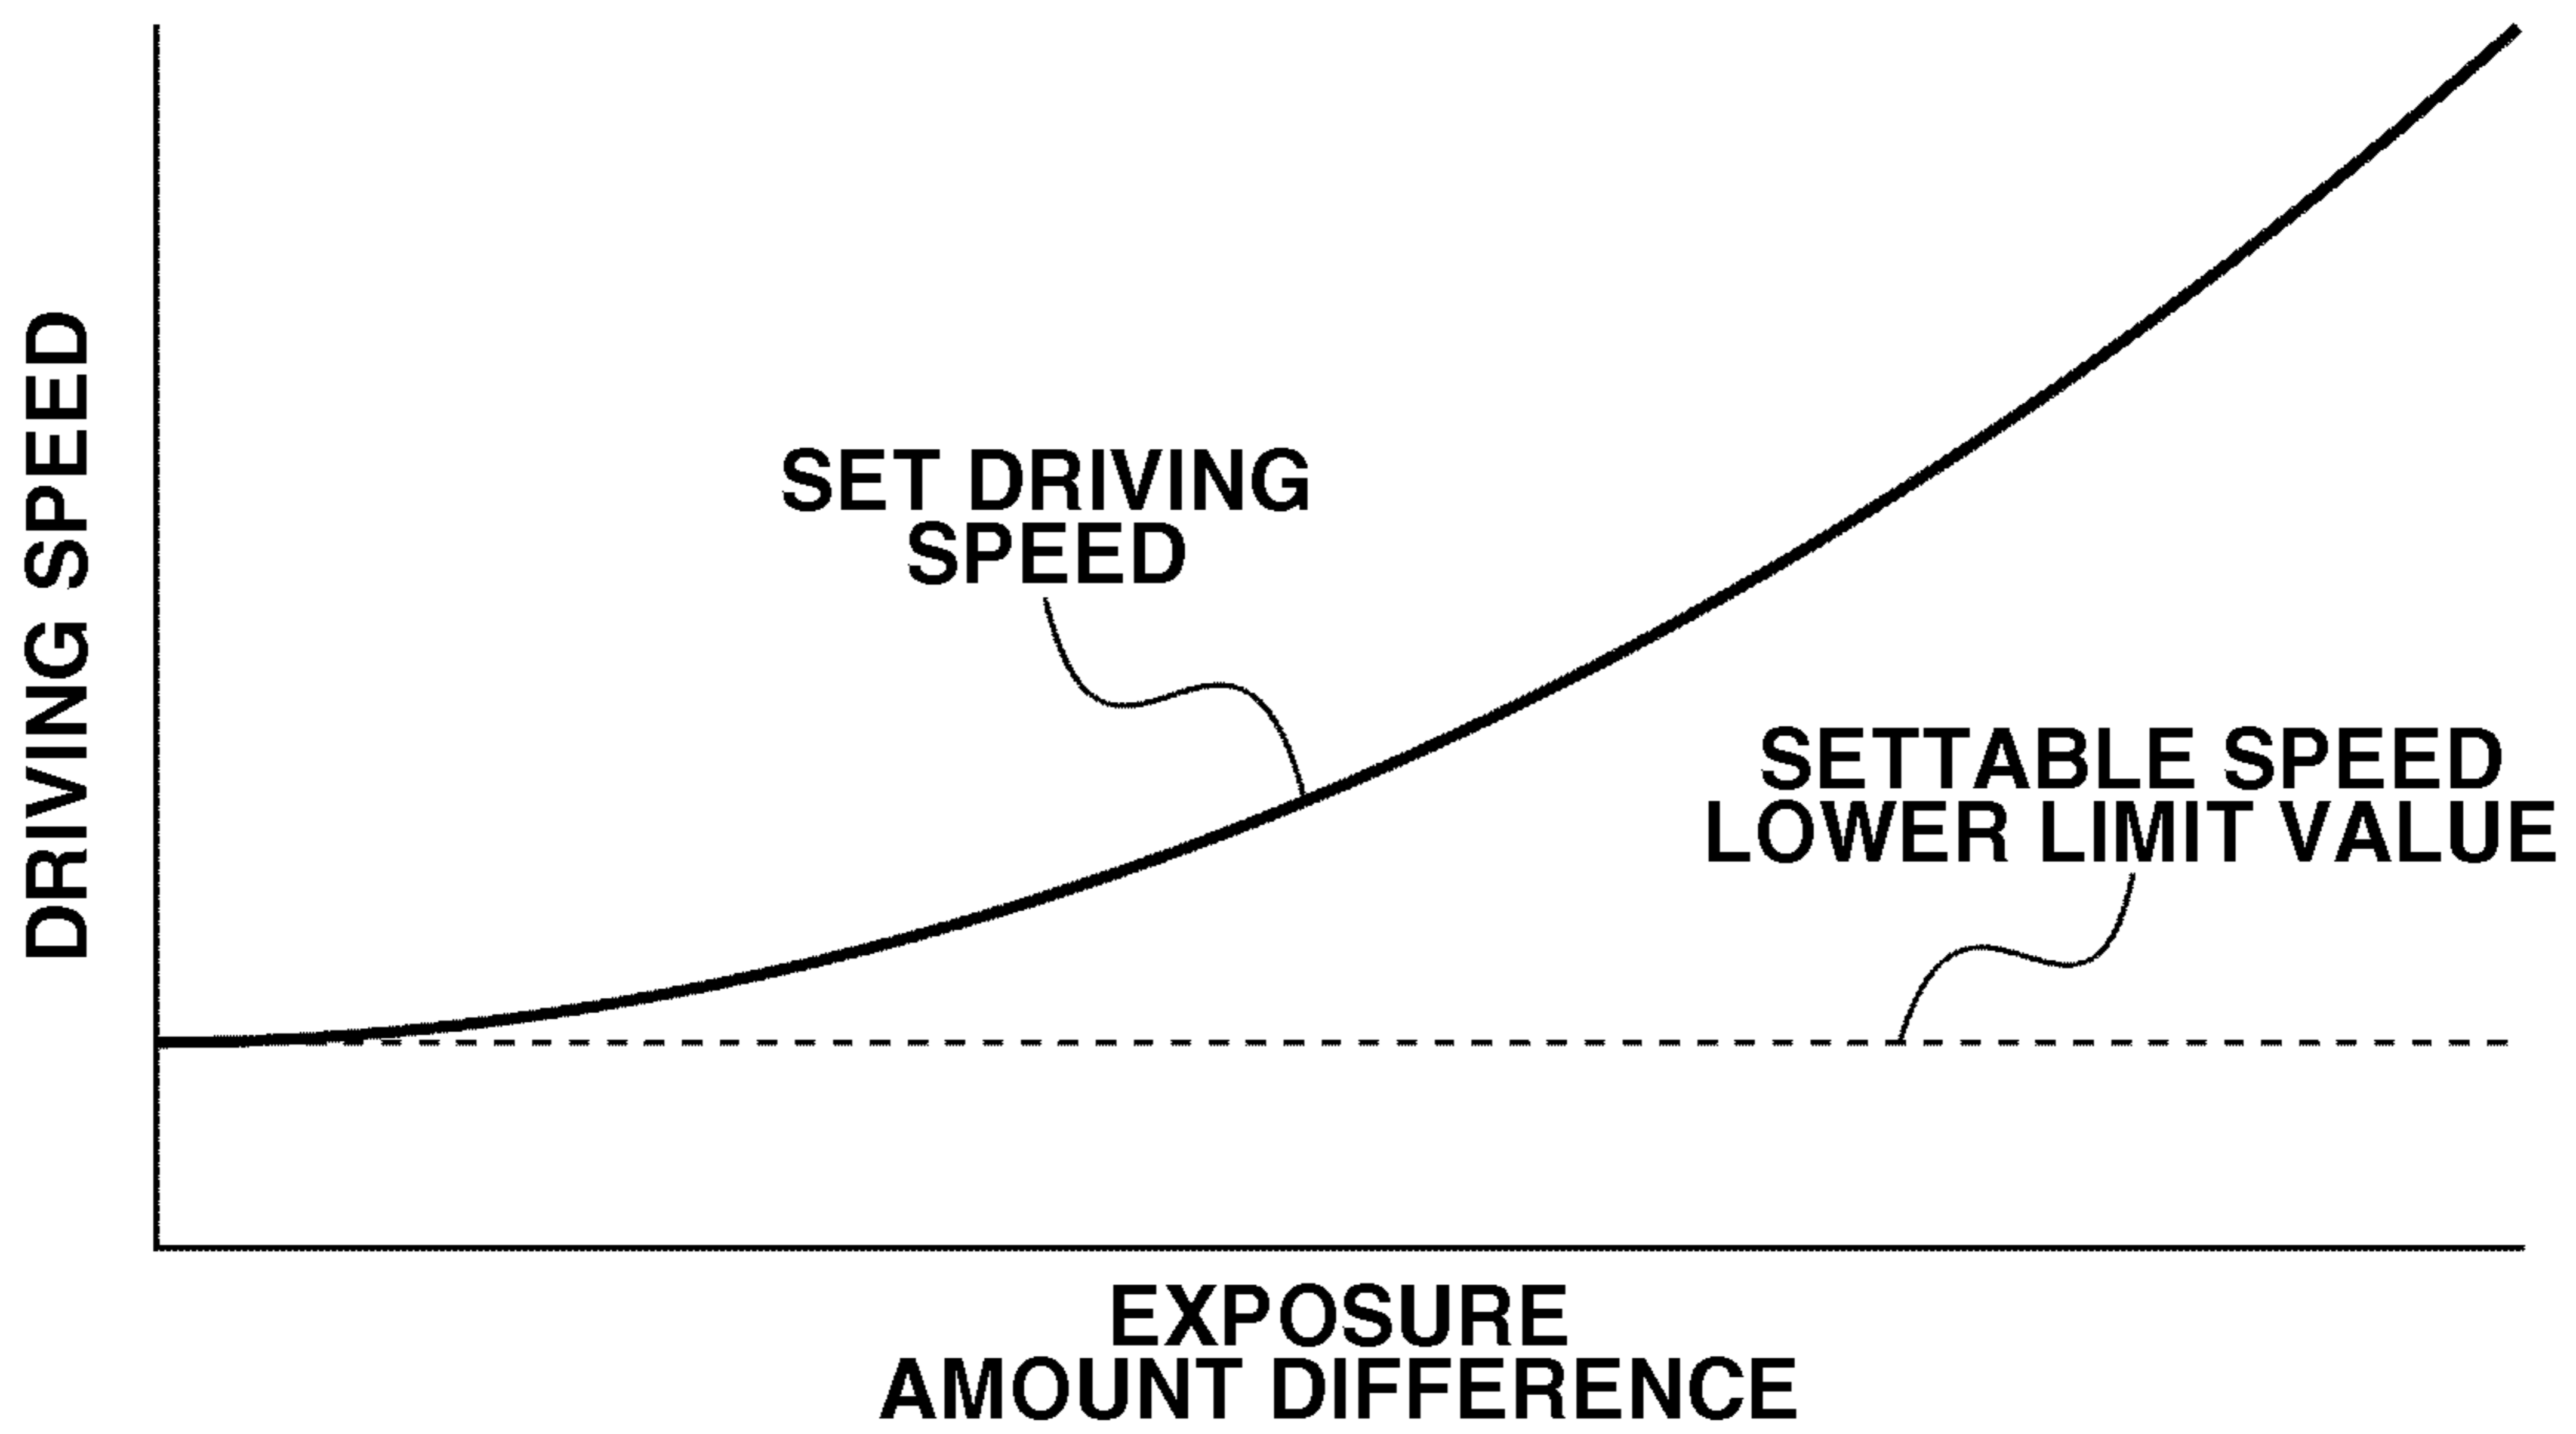 DRIVING SPEED
SET DRIVING
SPEED
SETTABLE SPEED
LOWER LIMIT VALUE
EXPOSURE
AMOUNT DIFFERENCE